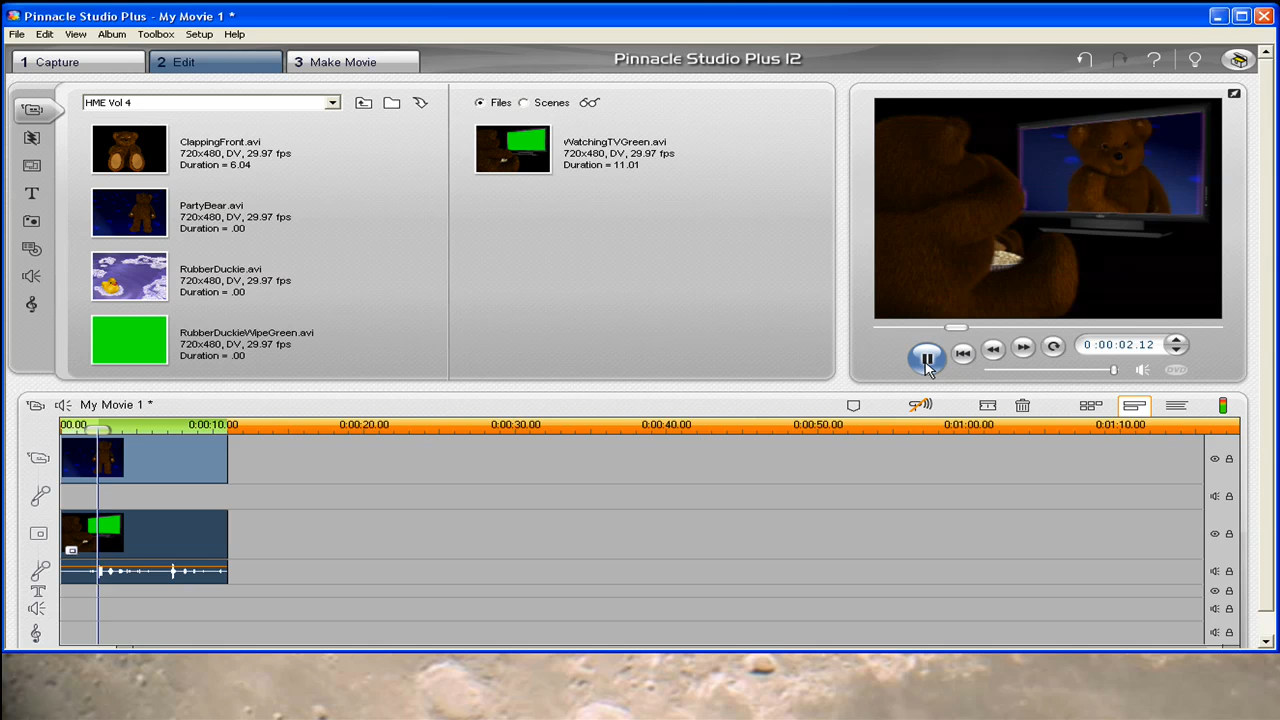 Pinnacle Studio Plus - My Movie 1 *
File Edit View Album Toolbox Setup Help
1 Capture 2 Edit 3 Make Movie Pinnacle Studio Plus 12
HME Vol 4
Files Scenes
ClappingFront.avi
720x480, DV, 29.97 fps
Duration = 6.04
PartyBear.avi
720x480, DV, 29.97 fps
Duration = .00
RubberDuckie.avi
720x480, DV, 29.97 fps
Duration = .00
RubberDuckieWipeGreen.avi
720x480, DV, 29.97 fps
Duration = .00
WatchingTVGreen.avi
720x480, DV, 29.97 fps
Duration = 11.01
0:00:02.12
DVD
My Movie 1 *
00.00 0:00:10.00 0:00:20.00 0:00:30.00 0:00:40.00 0:00:50.00 0:01:00.00 0:01:10.00
T
T